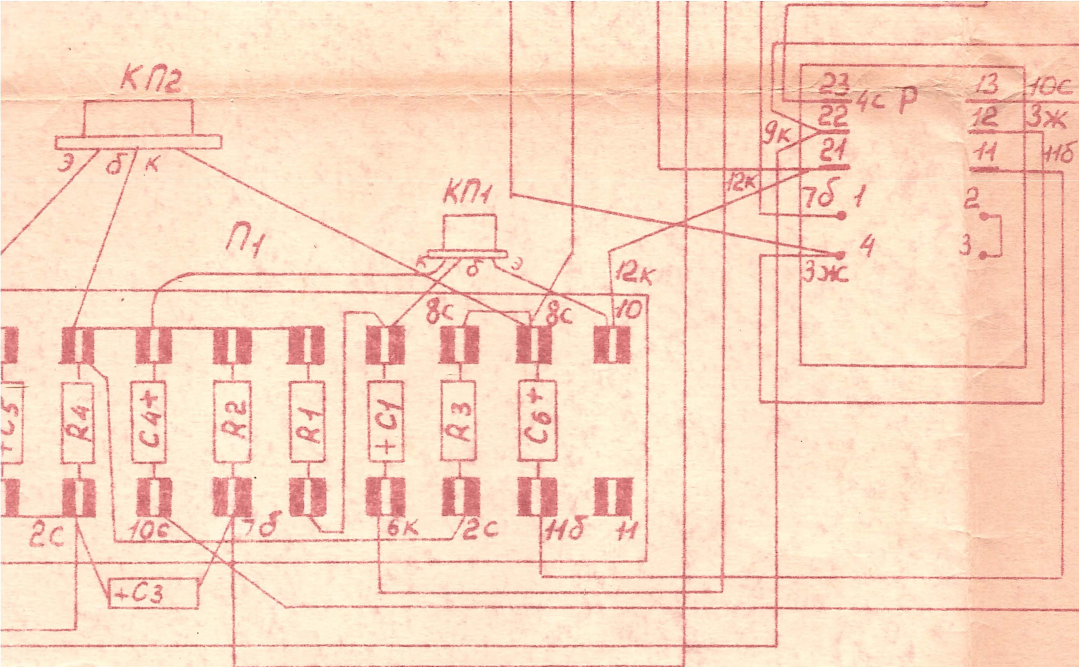 КП2
э б к
КП1
к б э
П1
23
4с Р
22
9к
21
12к
7б 1
4
3ж
13 10с
12 3ж
11 11б
2
3
12к
8с 8с 10
+С5 R4 С4+ R2 R1 +С1 R3 С6+
2с 10с 7б 6к 2с 11б 11
+С3